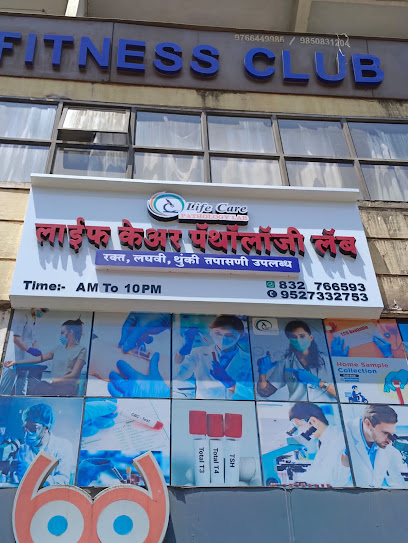 9766449986 / 9850831204
FITNESS CLUB
Life Care
PATHOLOGY LAB
लाईफ केअर पॅथॉलॉजी लॅब
रक्त, लघवी, थुंकी तपासणी उपलब्ध
Time:- AM To 10PM
832 766593
9527332753
Home Sample
Collection
Total T3
Total T4
TSH